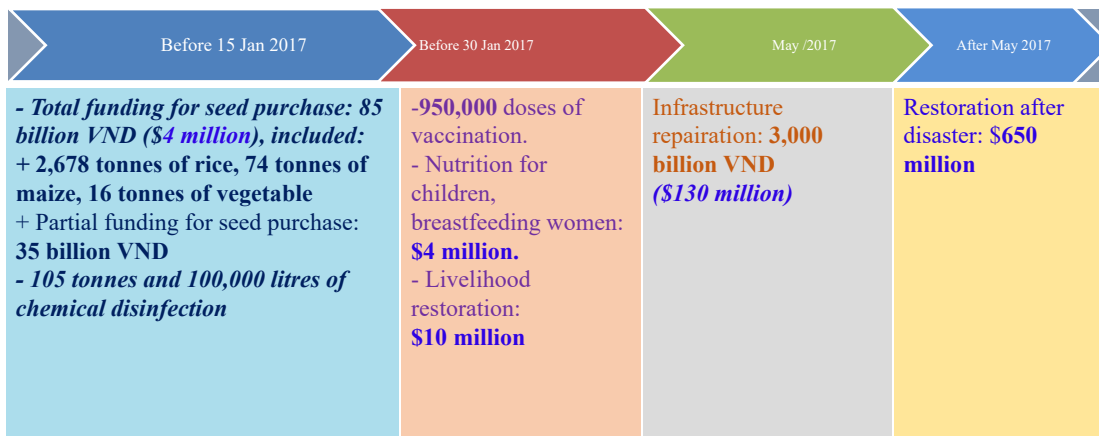 Before 15 Jan 2017
Before 30 Jan 2017
May /2017
After May 2017
- Total funding for seed purchase: 85
billion VND ($4 million), included:
+ 2,678 tonnes of rice, 74 tonnes of
maize, 16 tonnes of vegetable
+ Partial funding for seed purchase:
35 billion VND
- 105 tonnes and 100,000 litres of
chemical disinfection
-950,000 doses of
vaccination.
- Nutrition for
children,
breastfeeding women:
$4 million.
- Livelihood
restoration:
$10 million
Infrastructure
repairation: 3,000
billion VND
($130 million)
Restoration after
disaster: $650
million